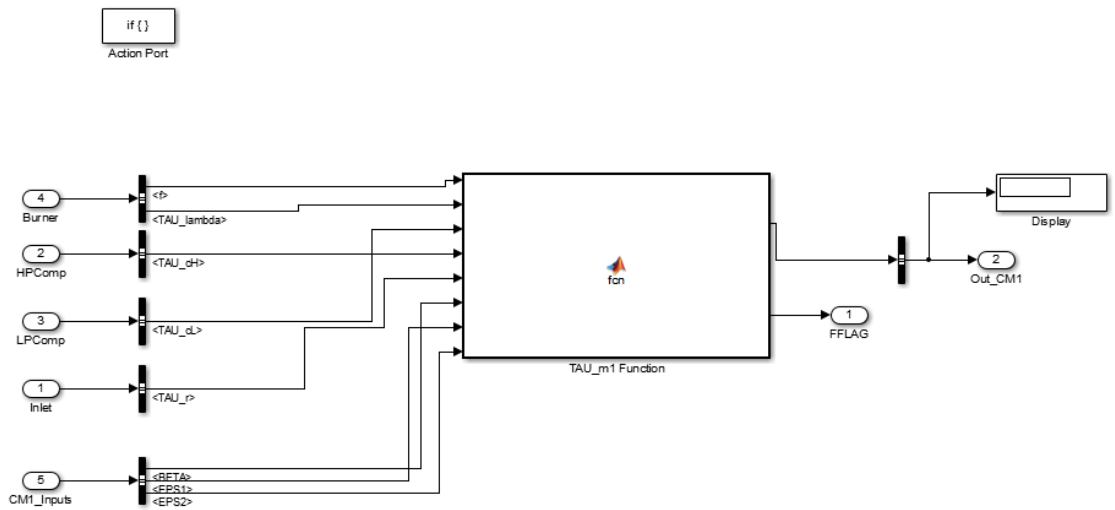 if { }
Action Port
4
Burner
<f>
<TAU_lambda>
2
HPComp
<TAU_cH>
3
LPComp
<TAU_cL>
1
Inlet
<TAU_r>
5
CM1_Inputs
<BETA>
<EPS1>
<EPS2>
fcn
TAU_m1 Function
Display
2
Out_CM1
1
FFLAG